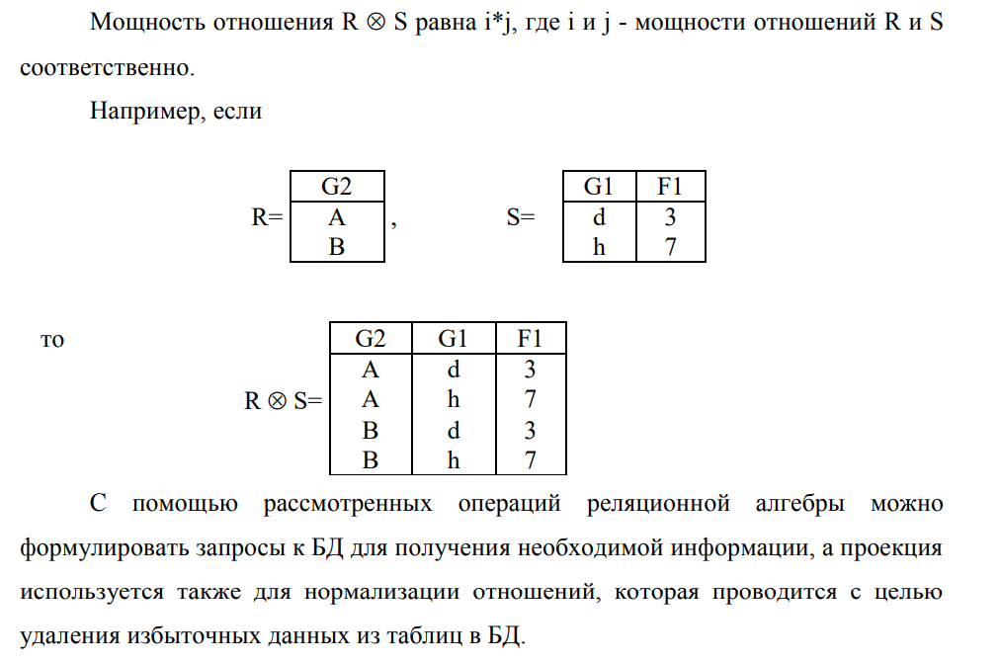 Мощность отношения R ⊗ S равна i*j, где i и j - мощности отношений R и S
соответственно.
Например, если
G2 G1 F1
R= A , S= d 3
B h 7
то G2 G1 F1
A d 3
R ⊗ S= A h 7
B d 3
B h 7
С помощью рассмотренных операций реляционной алгебры можно
формулировать запросы к БД для получения необходимой информации, а проекция
используется также для нормализации отношений, которая проводится с целью
удаления избыточных данных из таблиц в БД.